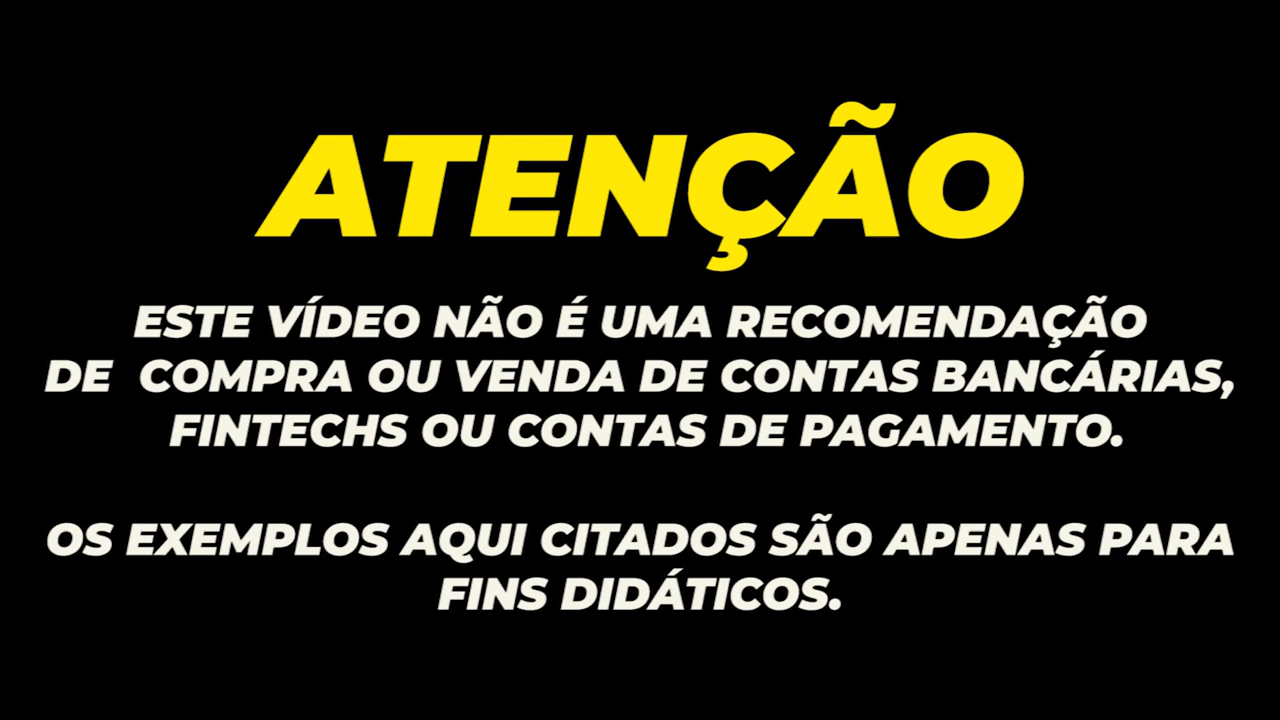 ATENÇÃO
ESTE VÍDEO NÃO É UMA RECOMENDAÇÃO
DE COMPRA OU VENDA DE CONTAS BANCÁRIAS,
FINTECHS OU CONTAS DE PAGAMENTO.
OS EXEMPLOS AQUI CITADOS SÃO APENAS PARA
FINS DIDÁTICOS.